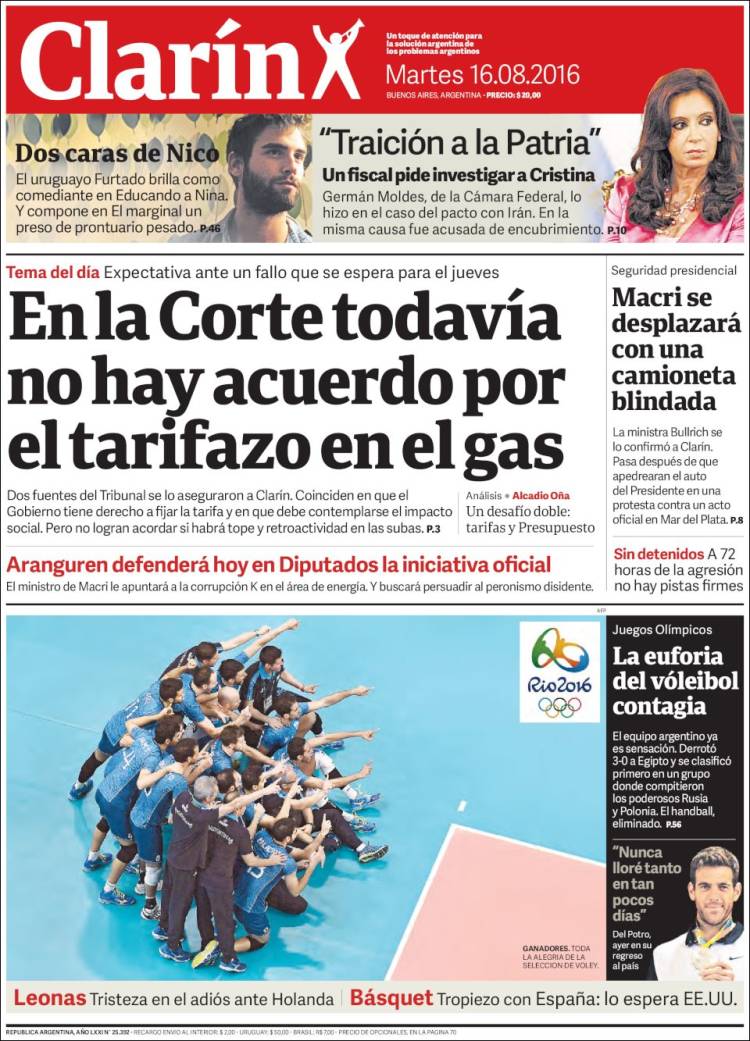 Clarín
Un toque de atención para
la solución argentina de
los problemas argentinos
Martes 16.08.2016
BUENOS AIRES, ARGENTINA - PRECIO: $ 20,00
Dos caras de Nico
El uruguayo Furtado brilla como
comediante en Educando a Nina.
Y compone en El marginal un
preso de prontuario pesado. P.46
“Traición a la Patria”
Un fiscal pide investigar a Cristina
Germán Moldes, de la Cámara Federal, lo
hizo en el caso del pacto con Irán. En la
misma causa fue acusada de encubrimiento. P.10
Tema del día Expectativa ante un fallo que se espera para el jueves
En la Corte todavía
no hay acuerdo por
el tarifazo en el gas
Dos fuentes del Tribunal se lo aseguraron a Clarín. Coinciden en que el
Gobierno tiene derecho a fijar la tarifa y en que debe contemplarse el impacto
social. Pero no logran acordar si habrá tope y retroactividad en las subas. P.3
Análisis • Alcadio Oña
Un desafío doble:
tarifas y Presupuesto
Aranguren defenderá hoy en Diputados la iniciativa oficial
El ministro de Macri le apuntará a la corrupción K en el área de energía. Y buscará persuadir al peronismo disidente.
Seguridad presidencial
Macri se
desplazará
con una
camioneta
blindada
La ministra Bullrich se
lo confirmó a Clarín.
Pasa después de que
apedrearan el auto
del Presidente en una
protesta contra un acto
oficial en Mar del Plata. P.8
Sin detenidos A 72
horas de la agresión
no hay pistas firmes
AFP
Rio2016
GANADORES. TODA
LA ALEGRIA DE LA
SELECCION DE VOLEY.
Juegos Olímpicos
La euforia
del vóleibol
contagia
El equipo argentino ya
es sensación. Derrotó
3-0 a Egipto y se clasificó
primero en un grupo
donde compitieron
los poderosos Rusia
y Polonia. El handball,
eliminado. P.56
“Nunca
lloré tanto
en tan
pocos
días”
Del Potro,
ayer en su
regreso
al país
Leonas Tristeza en el adiós ante Holanda
Básquet Tropiezo con España: lo espera EE.UU.
REPUBLICA ARGENTINA, AÑO LXXI N° 25.392 - RECARGO ENVIO AL INTERIOR: $ 2,00 - URUGUAY: $ 50,00 - BRASIL: R$ 7,00 - PRECIO DE OPCIONALES, EN LA PAGINA 70